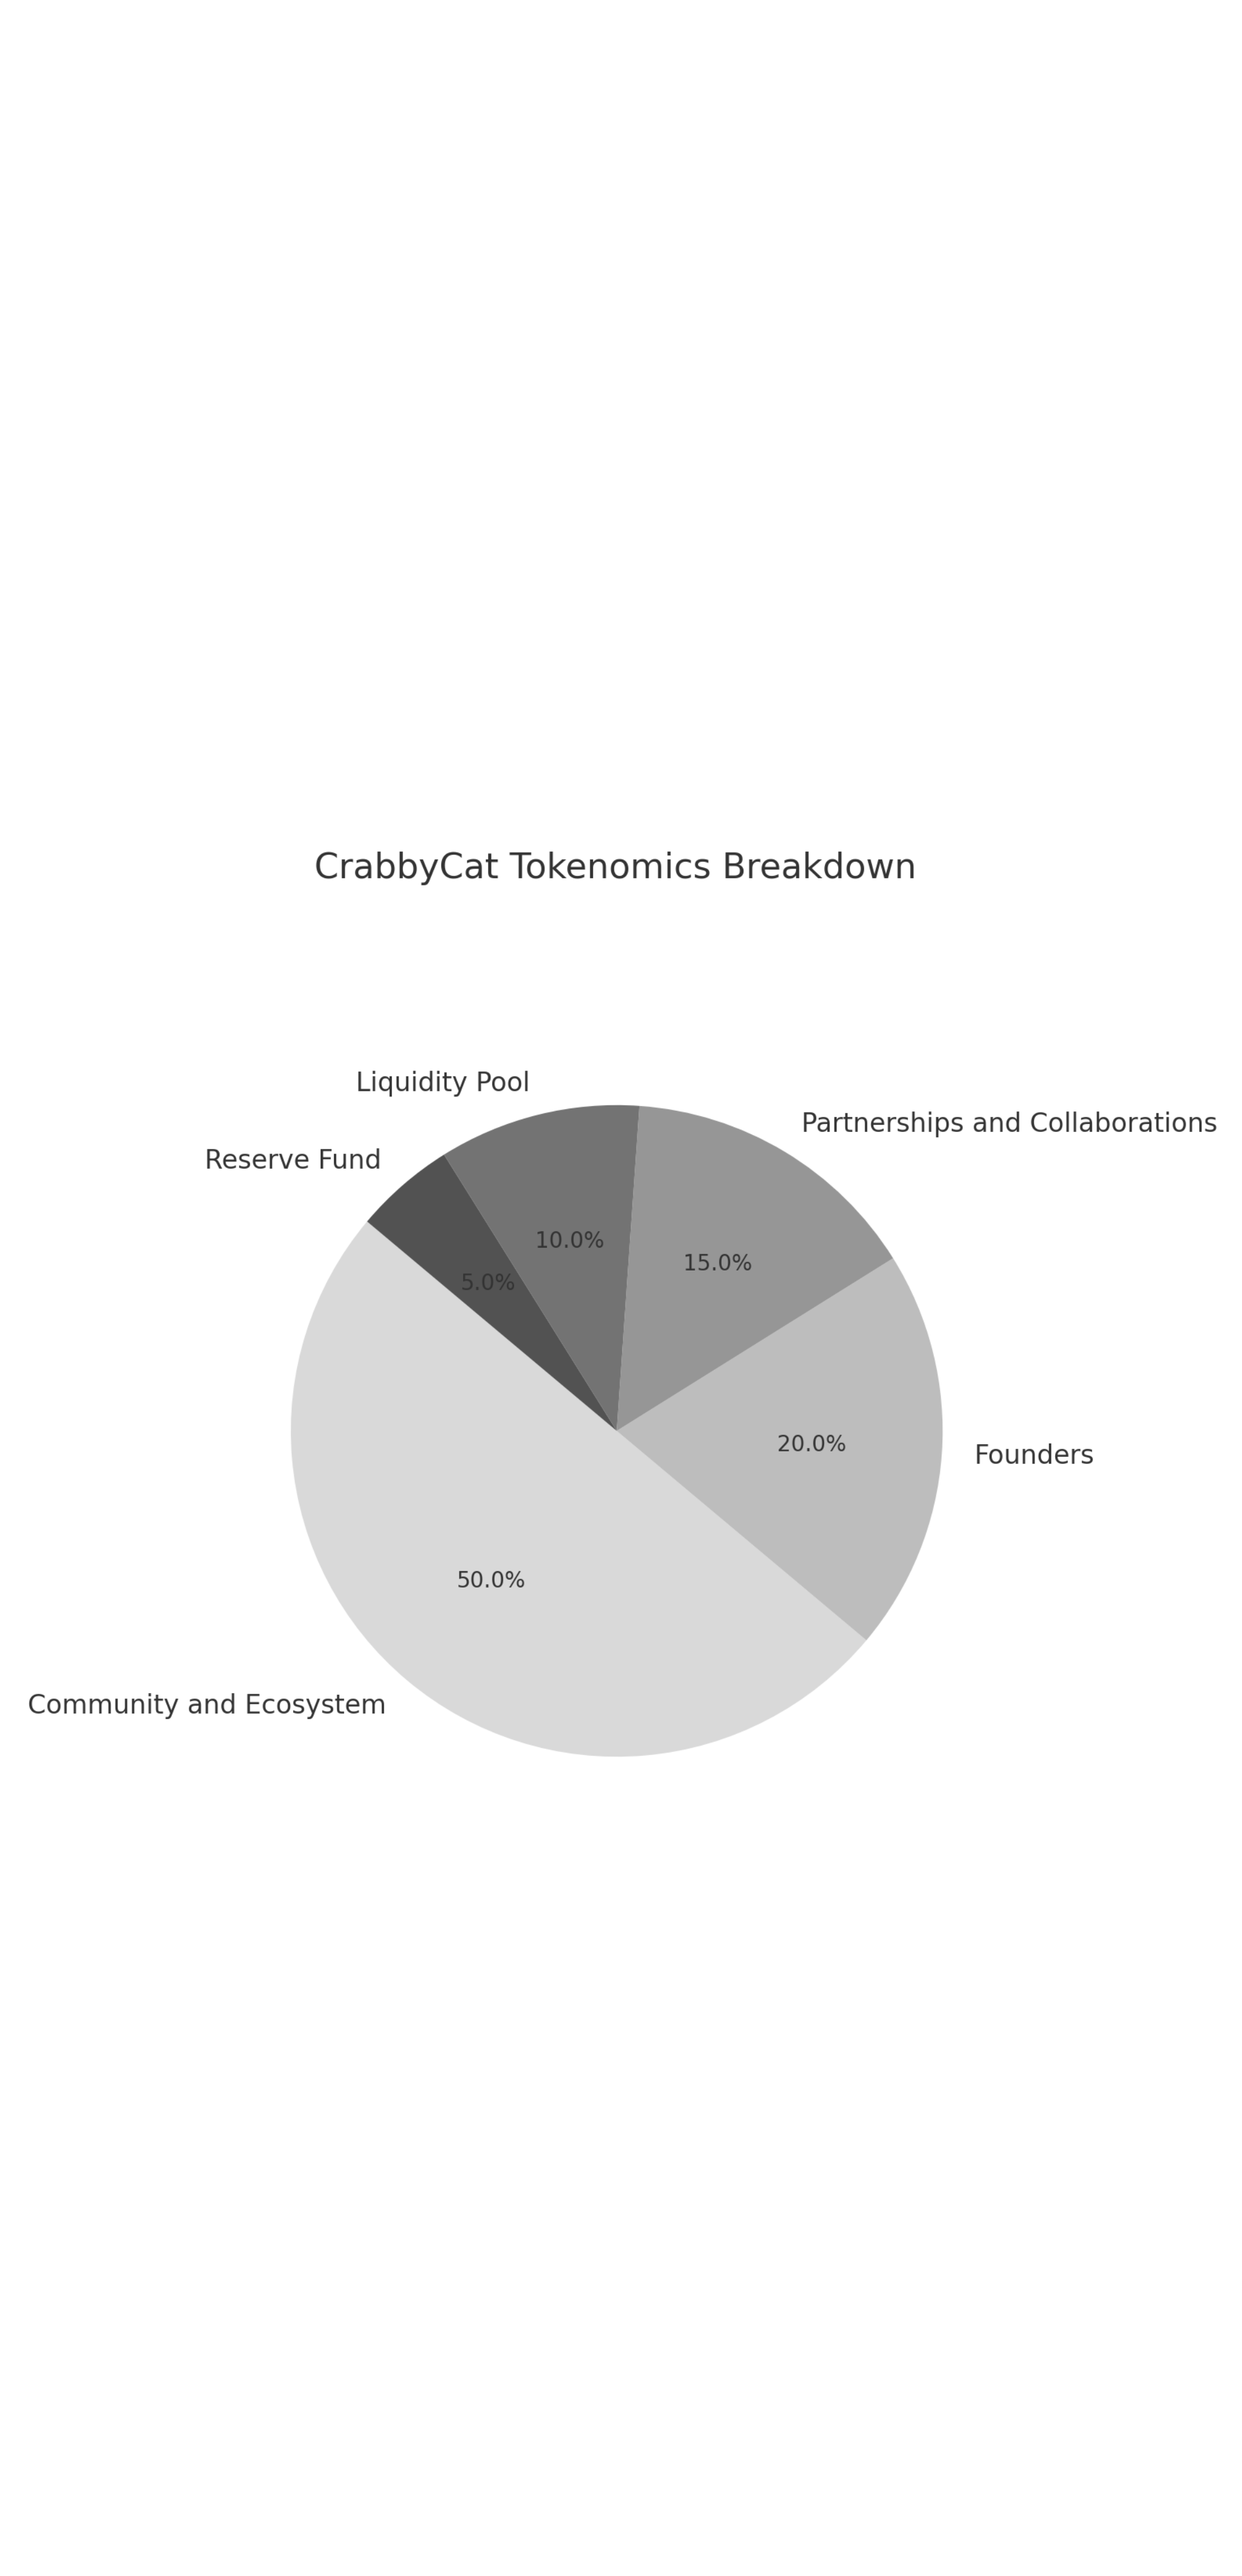 CrabbyCat Tokenomics Breakdown
Liquidity Pool
Partnerships and Collaborations
Reserve Fund
10.0%
15.0%
5.0%
20.0%
Founders
50.0%
Community and Ecosystem